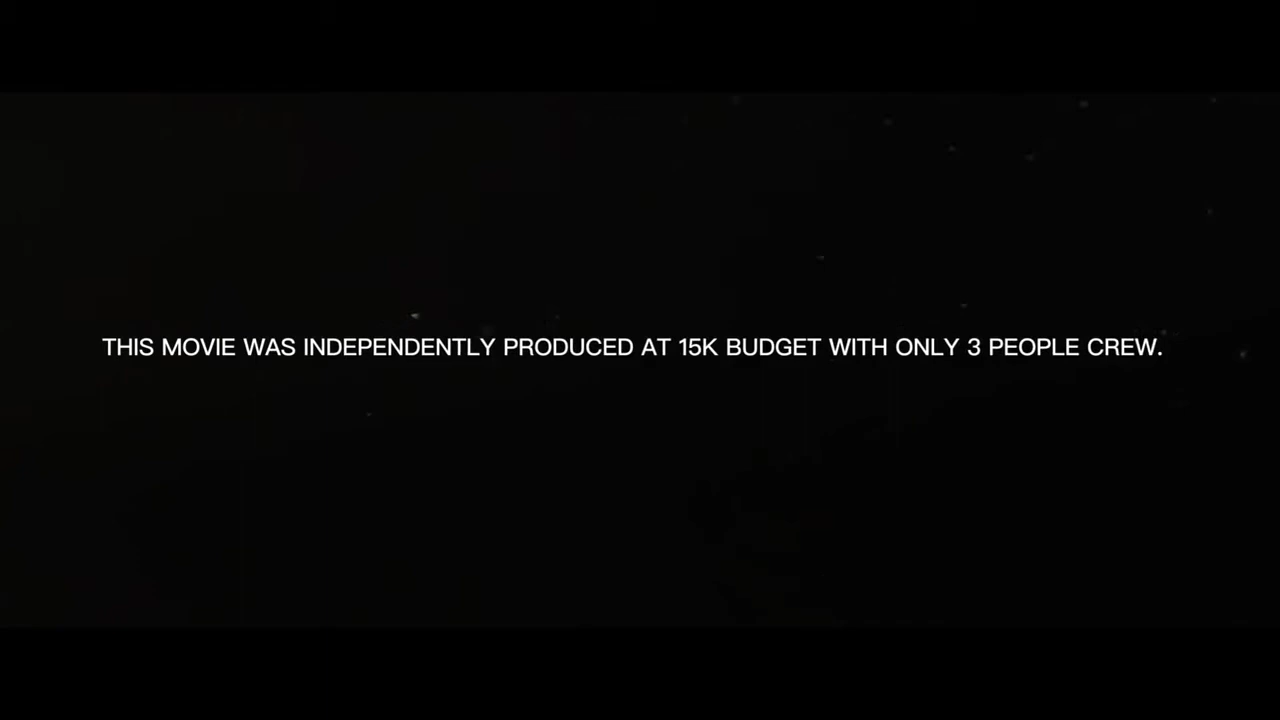 THIS MOVIE WAS INDEPENDENTLY PRODUCED AT 15K BUDGET WITH ONLY 3 PEOPLE CREW.